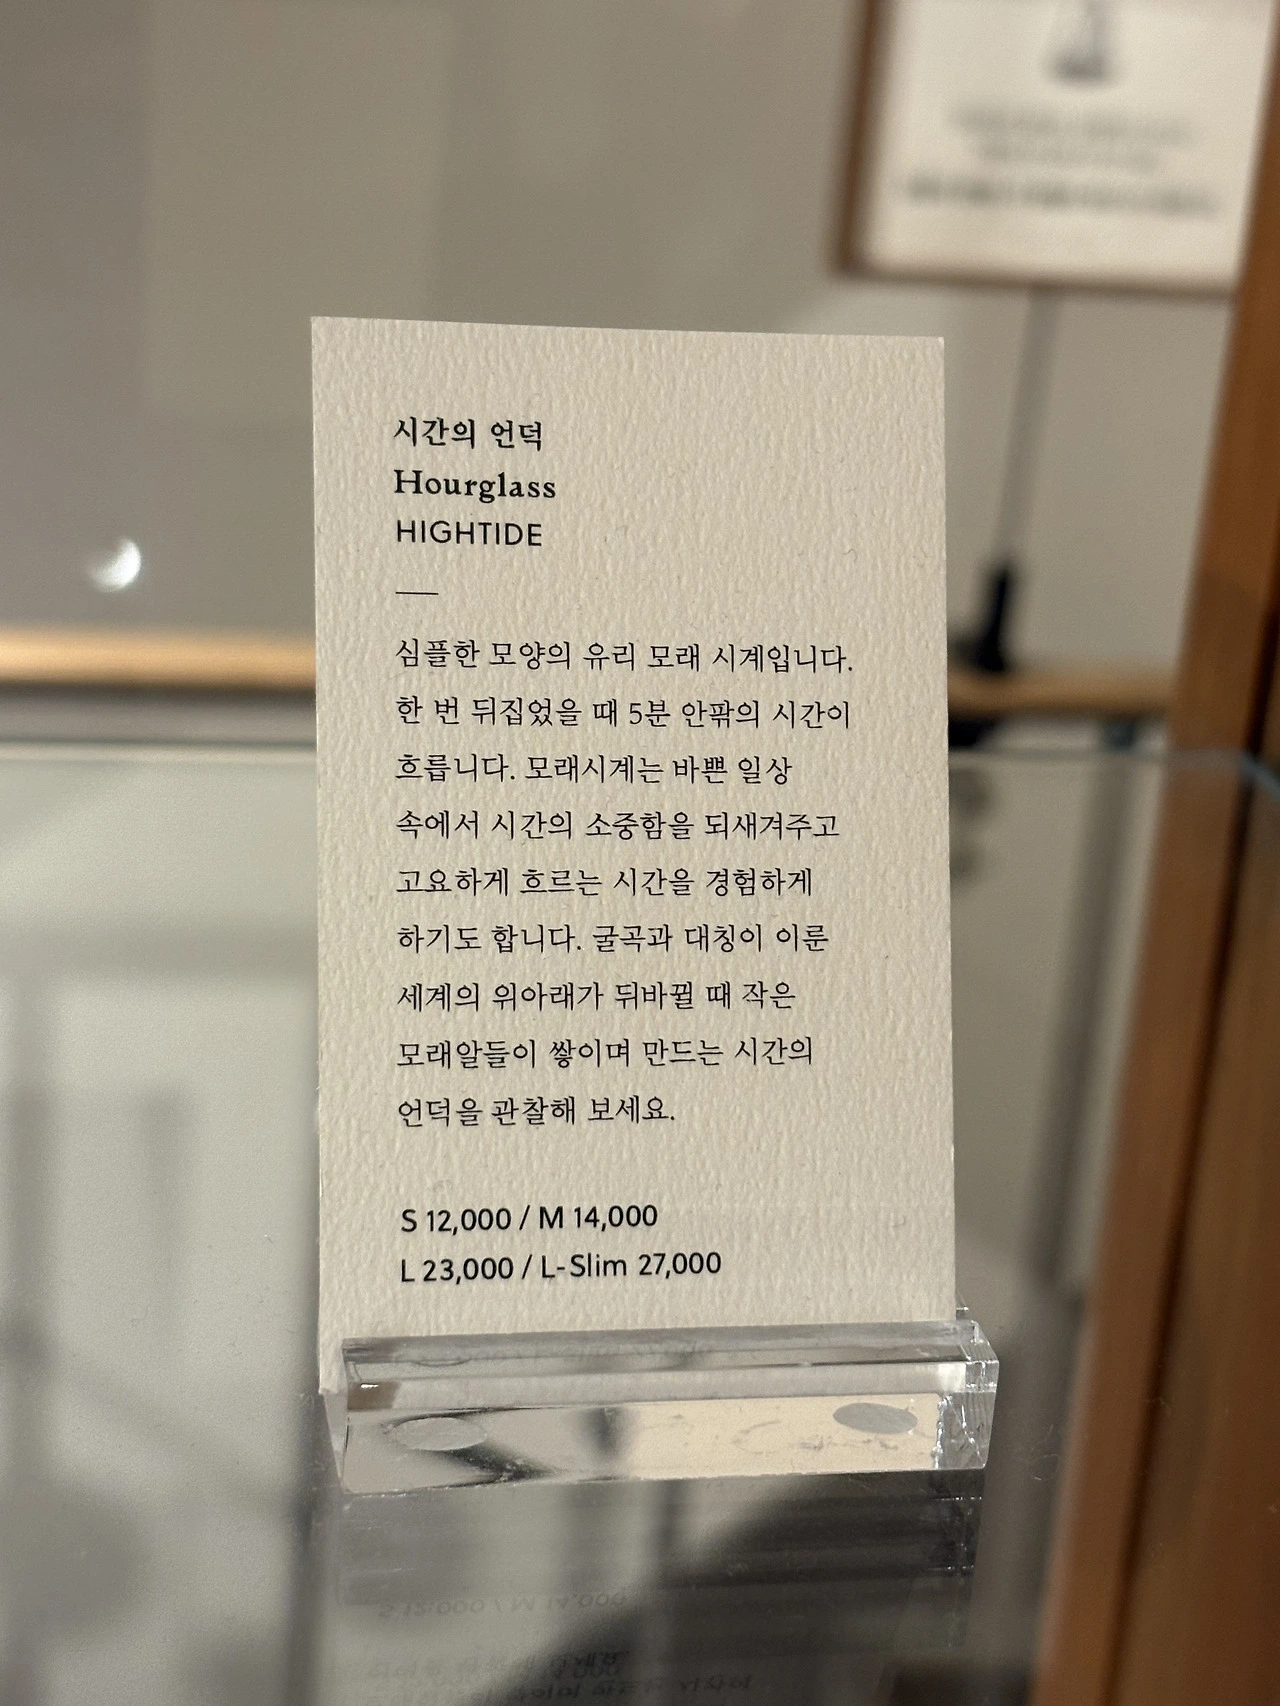 시간의 언덕
Hourglass
HIGHTIDE
심플한 모양의 유리 모래 시계입니다.
한 번 뒤집었을 때 5분 안팎의 시간이
흐릅니다. 모래시계는 바쁜 일상
속에서 시간의 소중함을 되새겨주고
고요하게 흐르는 시간을 경험하게
하기도 합니다. 굴곡과 대칭이 이룬
세계의 위아래가 뒤바뀔 때 작은
모래알들이 쌓이며 만드는 시간의
언덕을 관찰해 보세요.
S 12,000 / M 14,000
L 23,000 / L-Slim 27,000